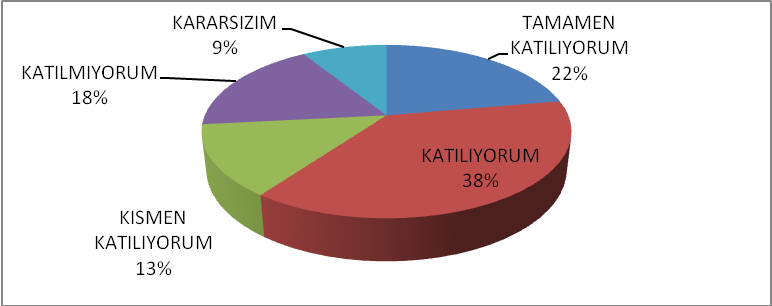 KARARSIZIM
9%
TAMAMEN
KATILIYORUM
22%
KATILMIYORUM
18%
KATILIYORUM
38%
KISMEN
KATILIYORUM
13%